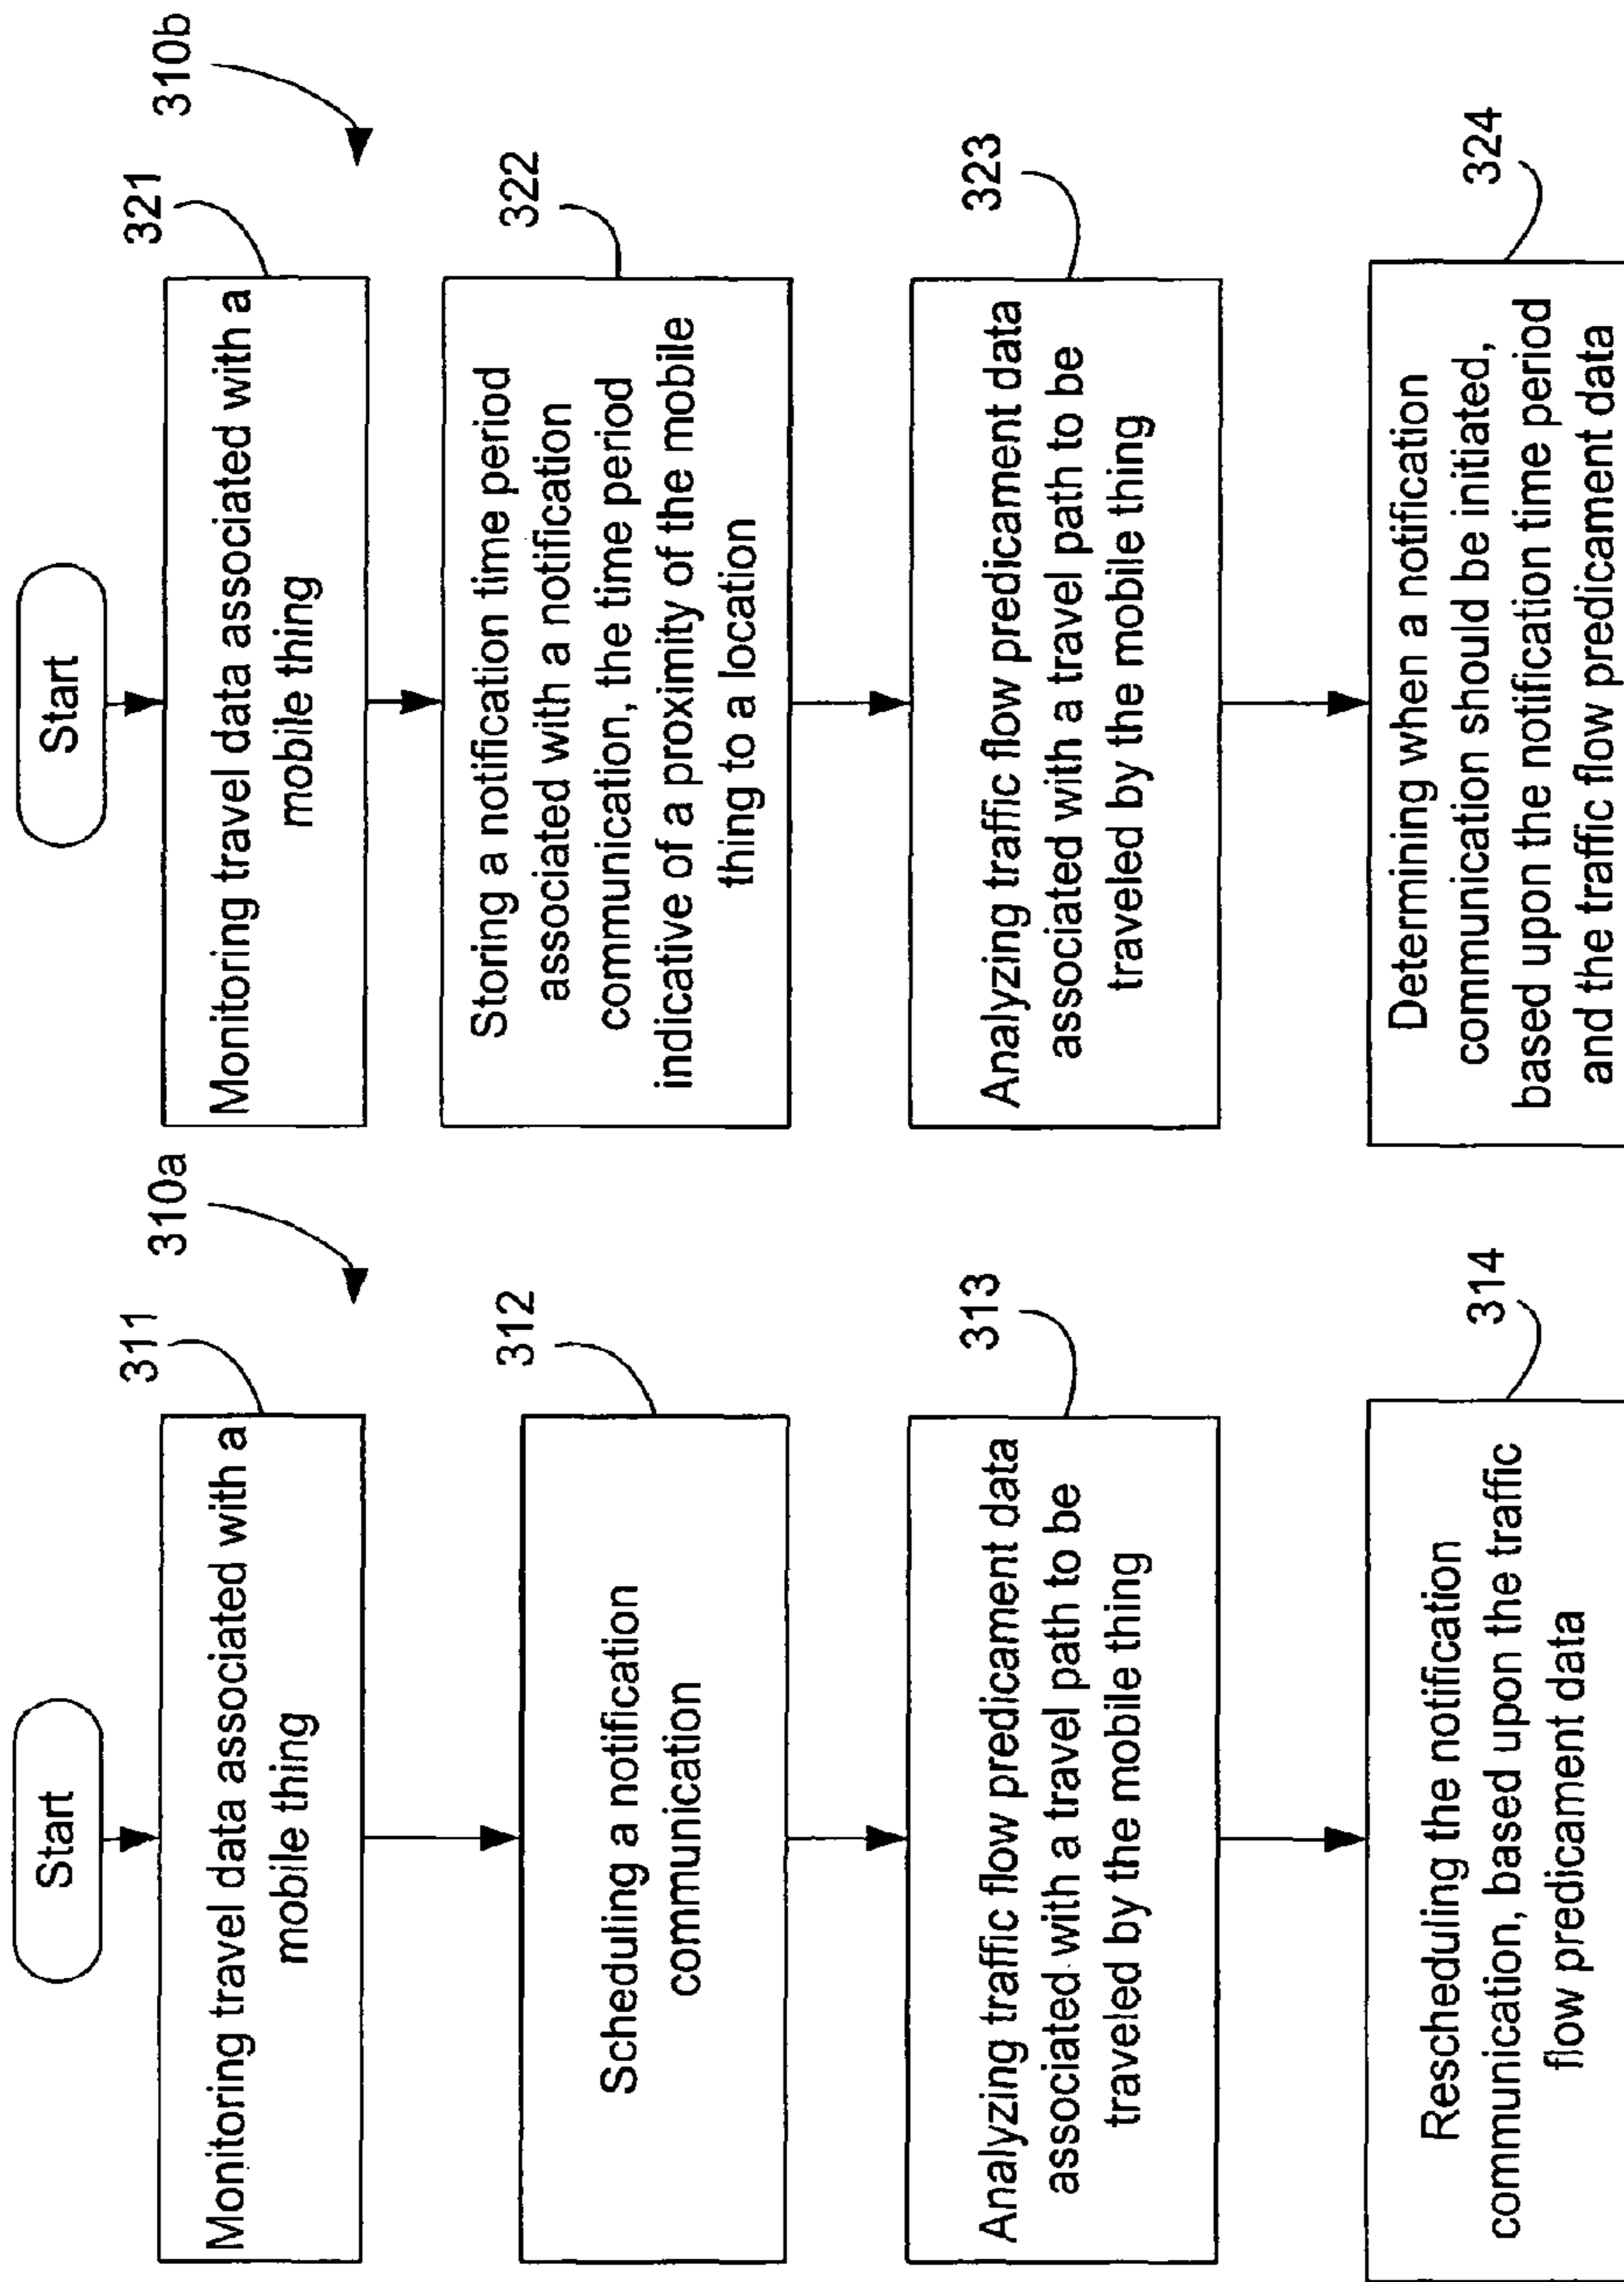 Start
310a
311
Monitoring travel data associated with a
mobile thing
312
Scheduling a notification
communication
313
Analyzing traffic flow predicament data
associated with a travel path to be
traveled by the mobile thing
314
Rescheduling the notification
communication, based upon the traffic
flow predicament data
Start
310b
321
Monitoring travel data associated with a
mobile thing
322
Storing a notification time period
associated with a notification
communication, the time period
indicative of a proximity of the mobile
thing to a location
323
Analyzing traffic flow predicament data
associated with a travel path to be
traveled by the mobile thing
324
Determining when a notification
communication should be initiated,
based upon the notification time period
and the traffic flow predicament data